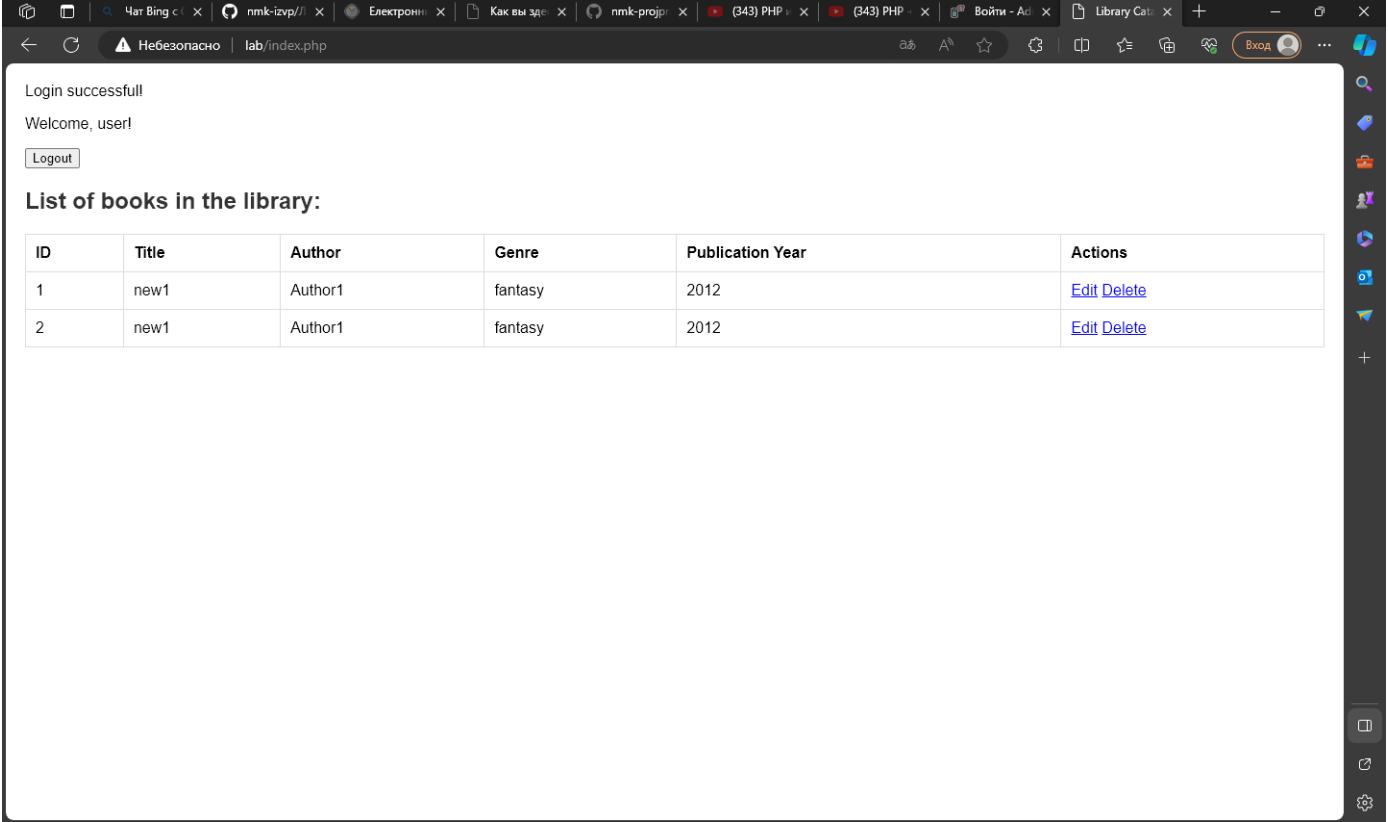 Чат Bing с nmk-izvp/Л Електронн Как вы зде nmk-projpr (343) PHP и (343) PHP - Войти - Ad Library Cata
Небезопасно lab/index.php Вход
Login successful!
Welcome, user!
Logout
List of books in the library:
ID Title Author Genre Publication Year Actions
1 new1 Author1 fantasy 2012 Edit Delete
2 new1 Author1 fantasy 2012 Edit Delete